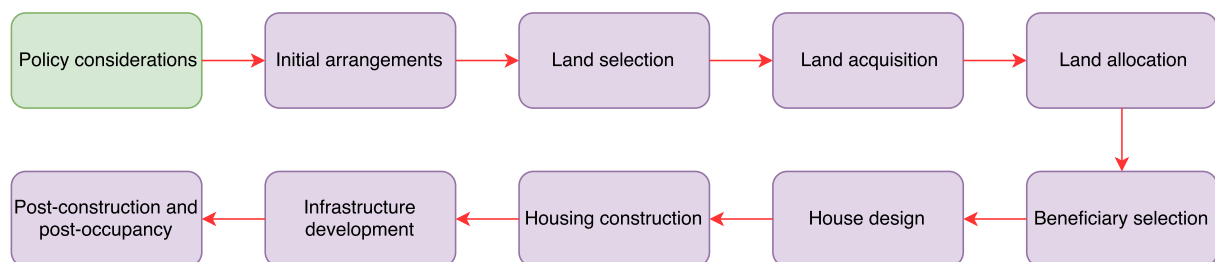 Policy considerations
Initial arrangements
Land selection
Land acquisition
Land allocation
Beneficiary selection
House design
Housing construction
Infrastructure
development
Post-construction and
post-occupancy